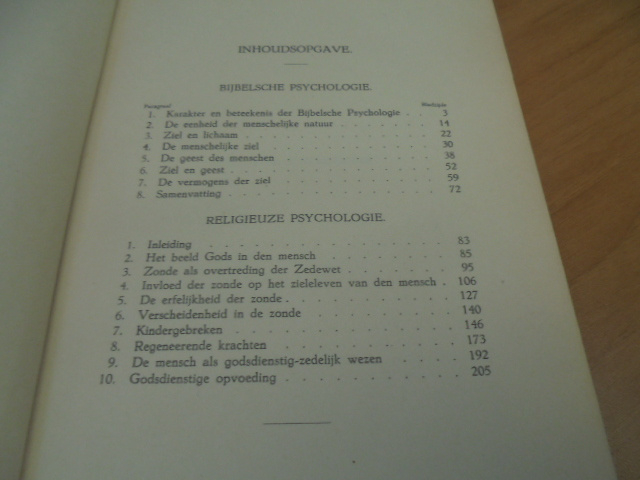 INHOUDSOPGAVE.
BIJBELSCHE PSYCHOLOGIE.
Paragraaf Bladzijde
1. Karakter en beteekenis der Bijbelsche Psychologie . . 3
2. De eenheid der menschelijke natuur . . . . . . . 14
3. Ziel en lichaam . . . . . . . . . . . . 22
4. De menschelijke ziel . . . . . . . . . . . 30
5. De geest des menschen . . . . . . . . . . 38
6. Ziel en geest . . . . . . . . . . . . . 52
7. De vermogens der ziel . . . . . . . . . . 59
8. Samenvatting . . . . . . . . . . . . . 72
RELIGIEUZE PSYCHOLOGIE.
1. Inleiding . . . . . . . . . . . . . . 83
2. Het beeld Gods in den mensch . . . . . . . . 85
3. Zonde als overtreding der Zedewet . . . . . . . 95
4. Invloed der zonde op het zieleleven van den mensch . 106
5. De erfelijkheid der zonde . . . . . . . . . . 127
6. Verscheidenheid in de zonde . . . . . . . . . 140
7. Kindergebreken . . . . . . . . . . . . . 146
8. Regeneerende krachten . . . . . . . . . . . 173
9. De mensch als godsdienstig-zedelijk wezen . . . . 192
10. Godsdienstige opvoeding . . . . . . . . . . 205